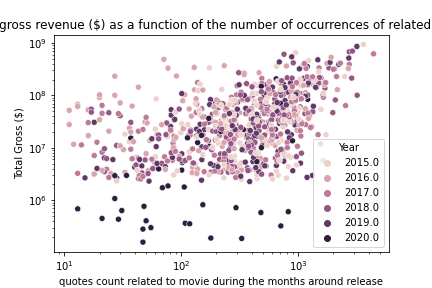 gross revenue ($) as a function of the number of occurrences of related
10⁹
10⁸
10⁷
10⁶
Total Gross ($)
Year
2015.0
2016.0
2017.0
2018.0
2019.0
2020.0
10¹ 10² 10³
quotes count related to movie during the months around release